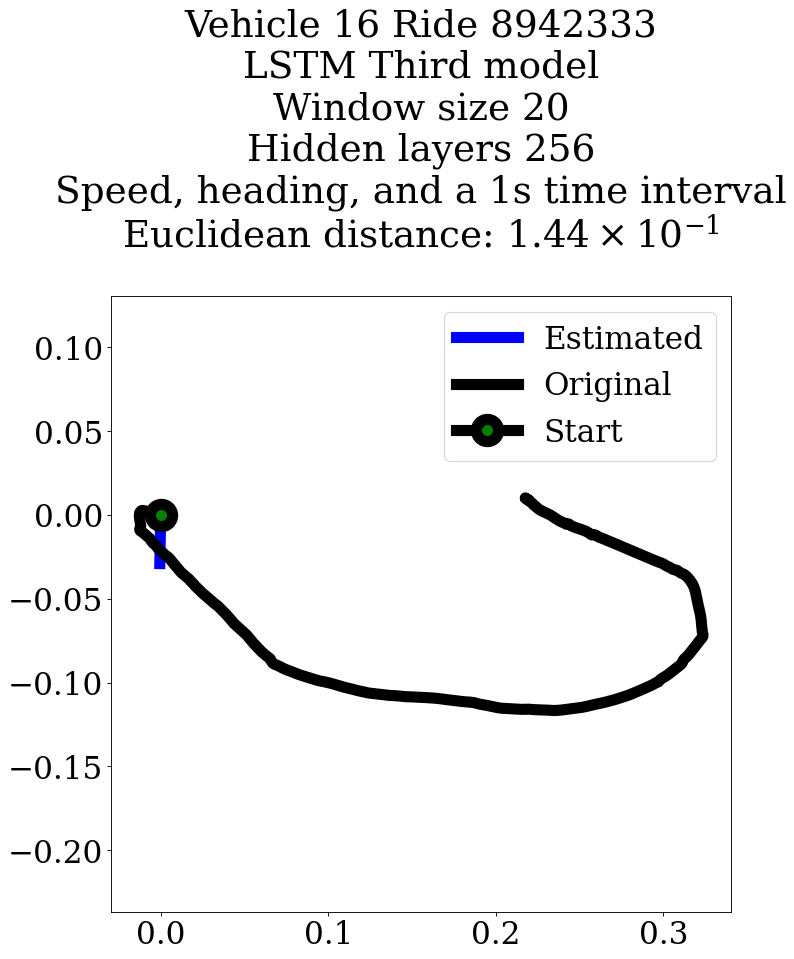 Vehicle 16 Ride 8942333
LSTM Third model
Window size 20
Hidden layers 256
Speed, heading, and a 1s time interval
Euclidean distance: 1.44 × 10⁻¹
Estimated
Original
Start
0.10
0.05
0.00
−0.05
−0.10
−0.15
−0.20
0.0 0.1 0.2 0.3